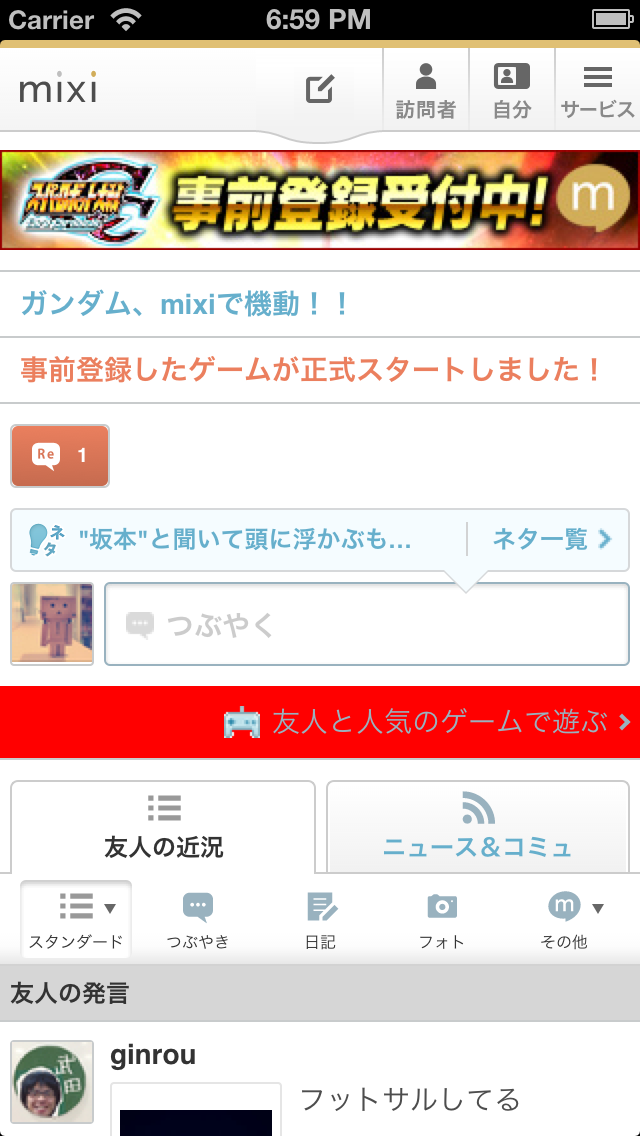 Carrier 6:59 PM
mixi 訪問者 自分 サービス
事前登録受付中! m
ガンダム、mixiで機動！！
事前登録したゲームが正式スタートしました！
Re 1
ネタ "坂本"と聞いて頭に浮かぶも... ネタ一覧
つぶやく
友人と人気のゲームで遊ぶ
友人の近況 ニュース＆コミュ
スタンダード つぶやき 日記 フォト m その他
友人の発言
武田
ginrou
フットサルしてる